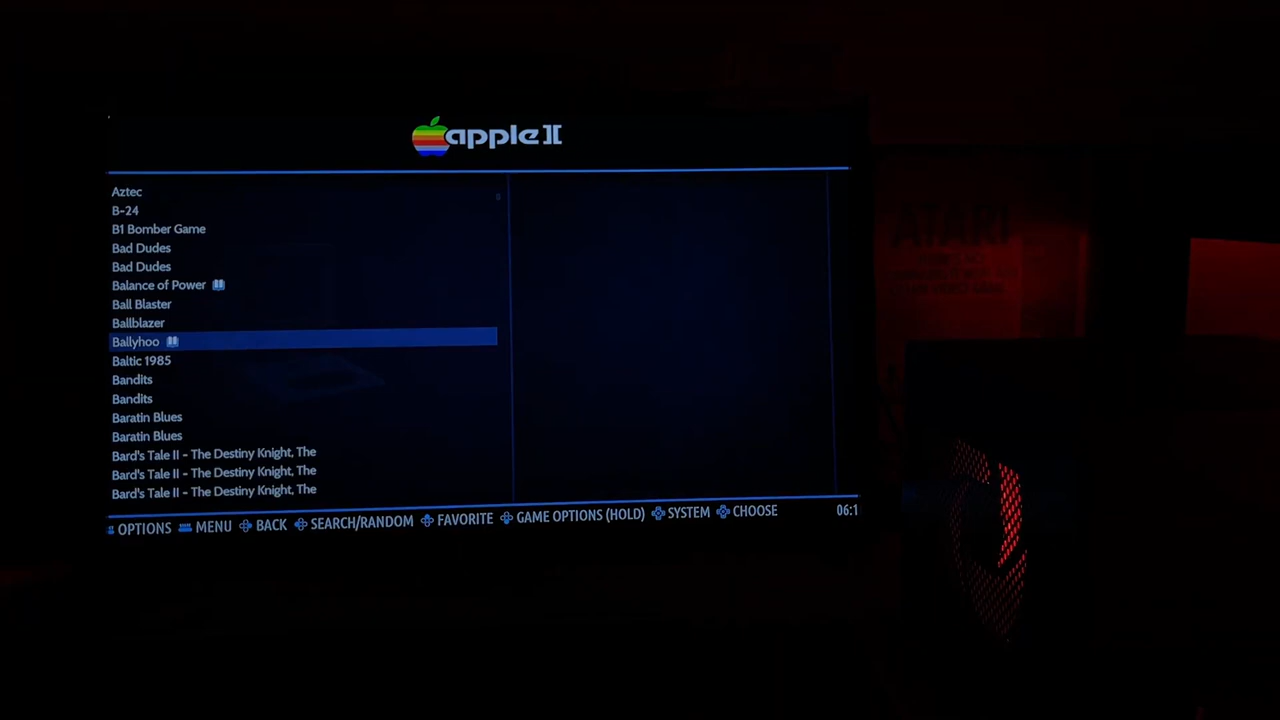 apple ][
Aztec
B-24
B1 Bomber Game
Bad Dudes
Bad Dudes
Balance of Power
Ball Blaster
Ballblazer
Ballyhoo
Baltic 1985
Bandits
Bandits
Baratin Blues
Baratin Blues
Bard's Tale II - The Destiny Knight, The
Bard's Tale II - The Destiny Knight, The
Bard's Tale II - The Destiny Knight, The
OPTIONS MENU BACK SEARCH/RANDOM FAVORITE GAME OPTIONS (HOLD) SYSTEM CHOOSE 06:1
ATARI